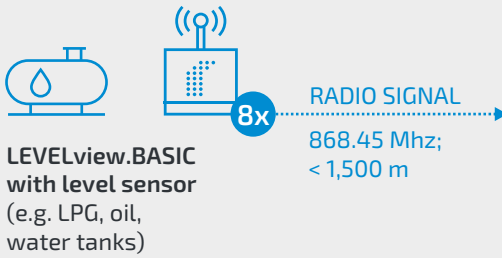 8x
RADIO SIGNAL
868.45 Mhz;
< 1,500 m
LEVELview.BASIC
with level sensor
(e.g. LPG, oil,
water tanks)